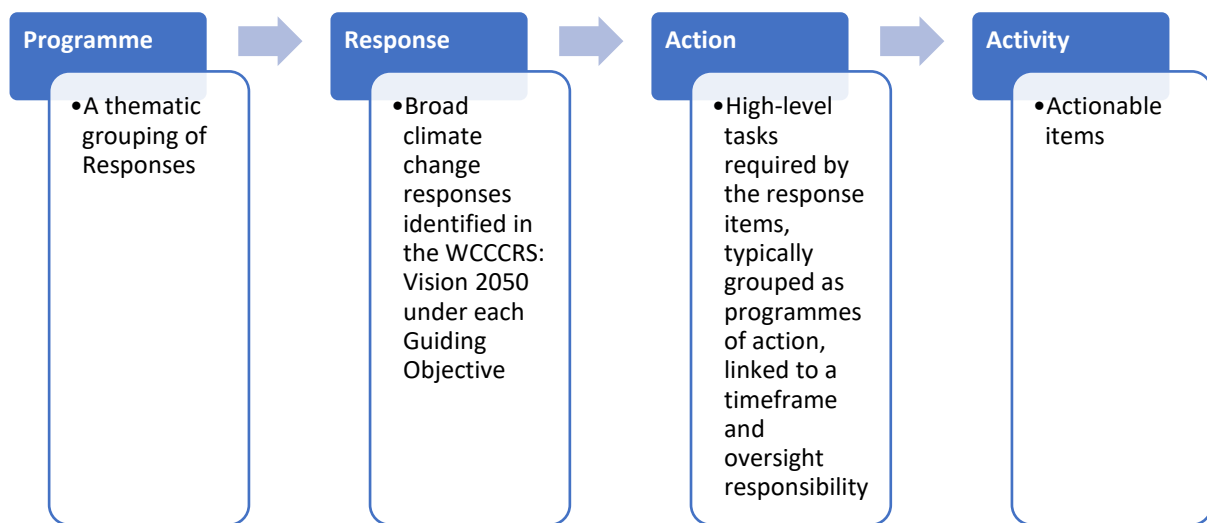 Programme
•A thematic
grouping of
Responses
Response
•Broad
climate
change
responses
identified in
the WCCCRS:
Vision 2050
under each
Guiding
Objective
Action
•High-level
tasks
required by
the response
items,
typically
grouped as
programmes
of action,
linked to a
timeframe
and
oversight
responsibility
Activity
•Actionable
items